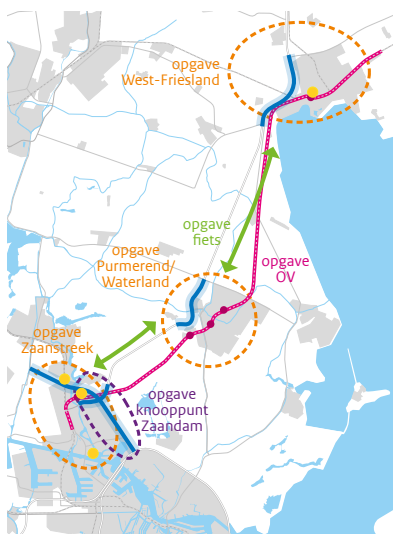 opgave
West-Friesland
opgave
fiets
opgave
Purmerend/
Waterland
opgave
OV
opgave
Zaanstreek
opgave
knooppunt
Zaandam